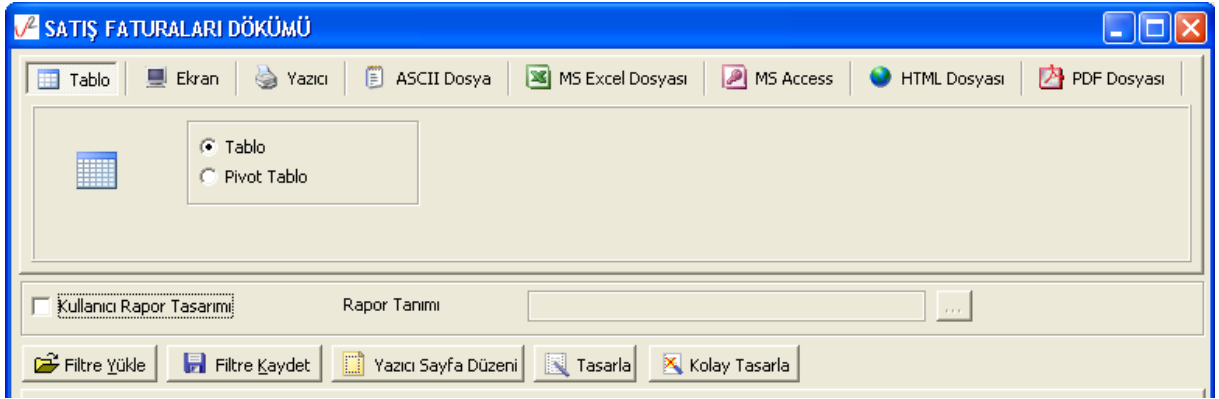 SATIŞ FATURALARI DÖKÜMÜ
Tablo Ekran Yazıcı ASCII Dosya MS Excel Dosyası MS Access HTML Dosyası PDF Dosyası
Tablo
Pivot Tablo
Kullanıcı Rapor Tasarımı Rapor Tanımı ...
Filtre Yükle Filtre Kaydet Yazıcı Sayfa Düzeni Tasarla Kolay Tasarla